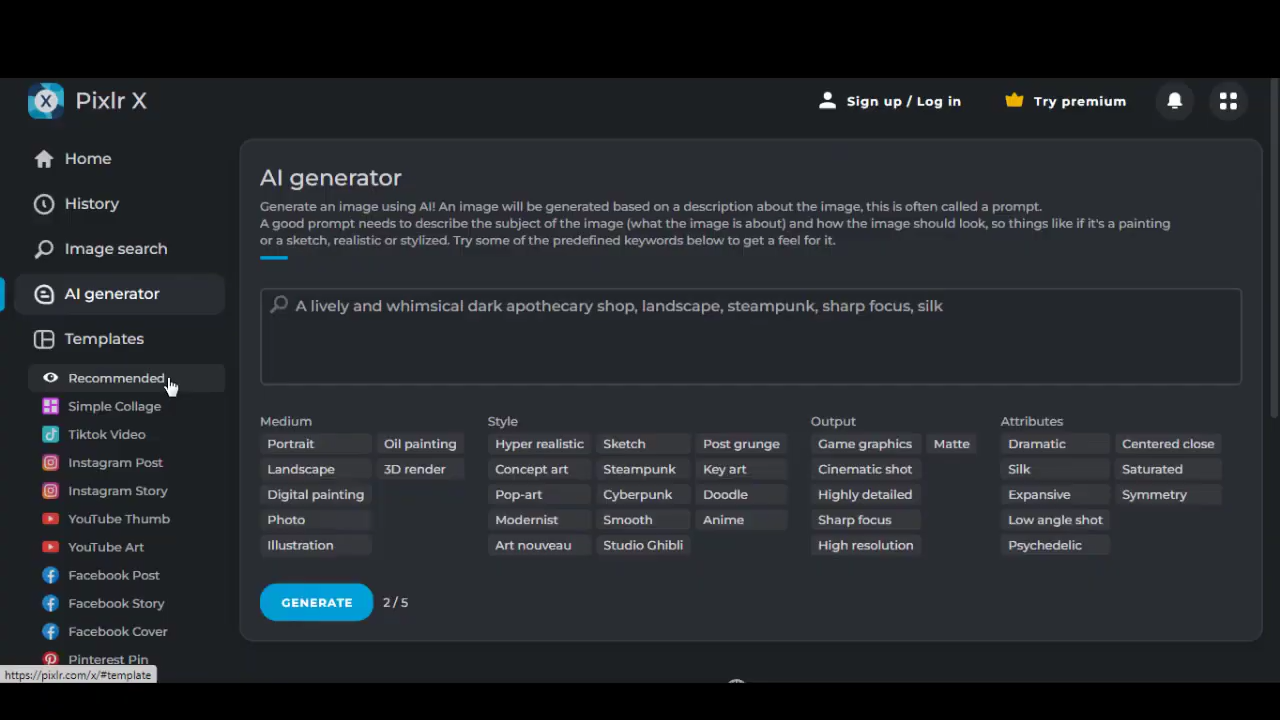 Pixlr X
Sign up / Log in
Try premium
Home
History
Image search
AI generator
Templates
Recommended
Simple Collage
Tiktok Video
Instagram Post
Instagram Story
YouTube Thumb
YouTube Art
Facebook Post
Facebook Story
Facebook Cover
Pinterest Pin
https://pixlr.com/x/#template
AI generator
Generate an image using AI! An image will be generated based on a description about the image, this is often called a prompt.
A good prompt needs to describe the subject of the image (what the image is about) and how the image should look, so things like if it's a painting
or a sketch, realistic or stylized. Try some of the predefined keywords below to get a feel for it.
A lively and whimsical dark apothecary shop, landscape, steampunk, sharp focus, silk
Medium
Portrait Oil painting
Landscape 3D render
Digital painting
Photo
Illustration
Style
Hyper realistic Sketch Post grunge
Concept art Steampunk Key art
Pop-art Cyberpunk Doodle
Modernist Smooth Anime
Art nouveau Studio Ghibli
Output
Game graphics Matte
Cinematic shot
Highly detailed
Sharp focus
High resolution
Attributes
Dramatic Centered close
Silk Saturated
Expansive Symmetry
Low angle shot
Psychedelic
GENERATE 2 / 5